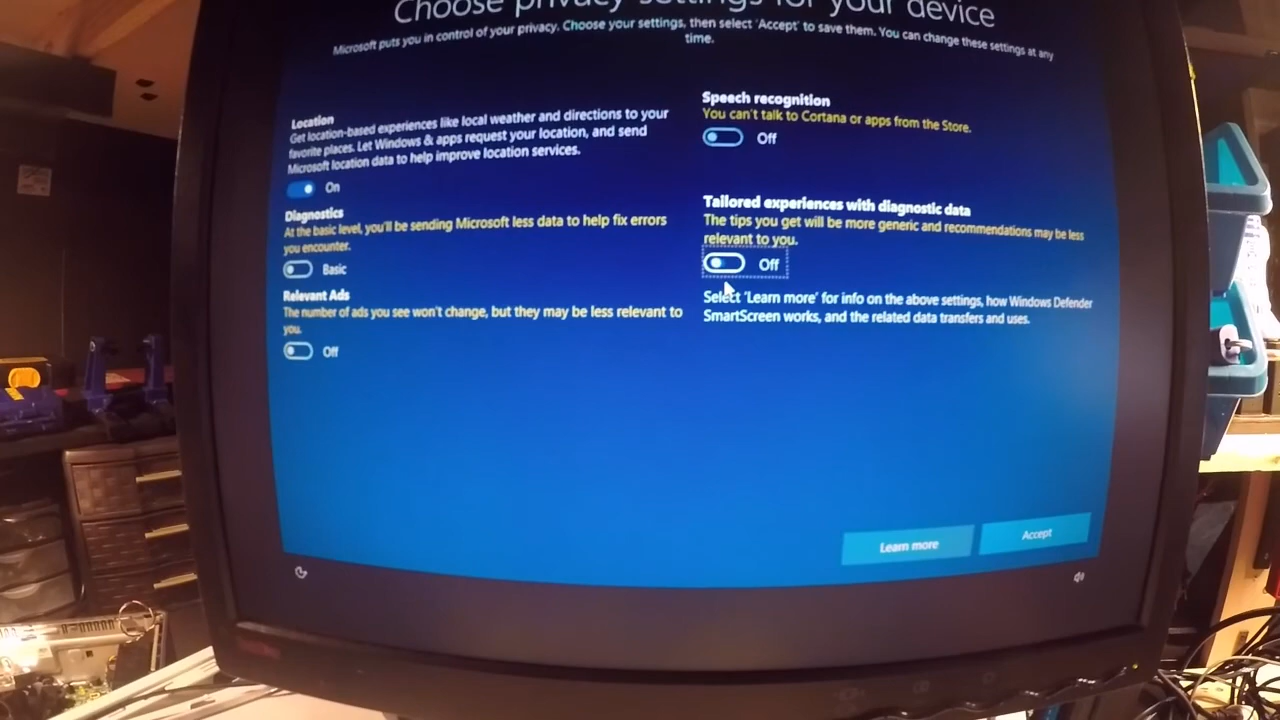 Choose privacy settings for your device
Microsoft puts you in control of your privacy. Choose your settings, then select 'Accept' to save them. You can change these settings at any
time.
Location
Get location-based experiences like local weather and directions to your
favorite places. Let Windows & apps request your location, and send
Microsoft location data to help improve location services.
On
Diagnostics
At the basic level, you'll be sending Microsoft less data to help fix errors
you encounter.
Basic
Relevant Ads
The number of ads you see won't change, but they may be less relevant to
you.
Off
Speech recognition
You can't talk to Cortana or apps from the Store.
Off
Tailored experiences with diagnostic data
The tips you get will be more generic and recommendations may be less
relevant to you.
Off
Select 'Learn more' for info on the above settings, how Windows Defender
SmartScreen works, and the related data transfers and uses.
Learn more
Accept